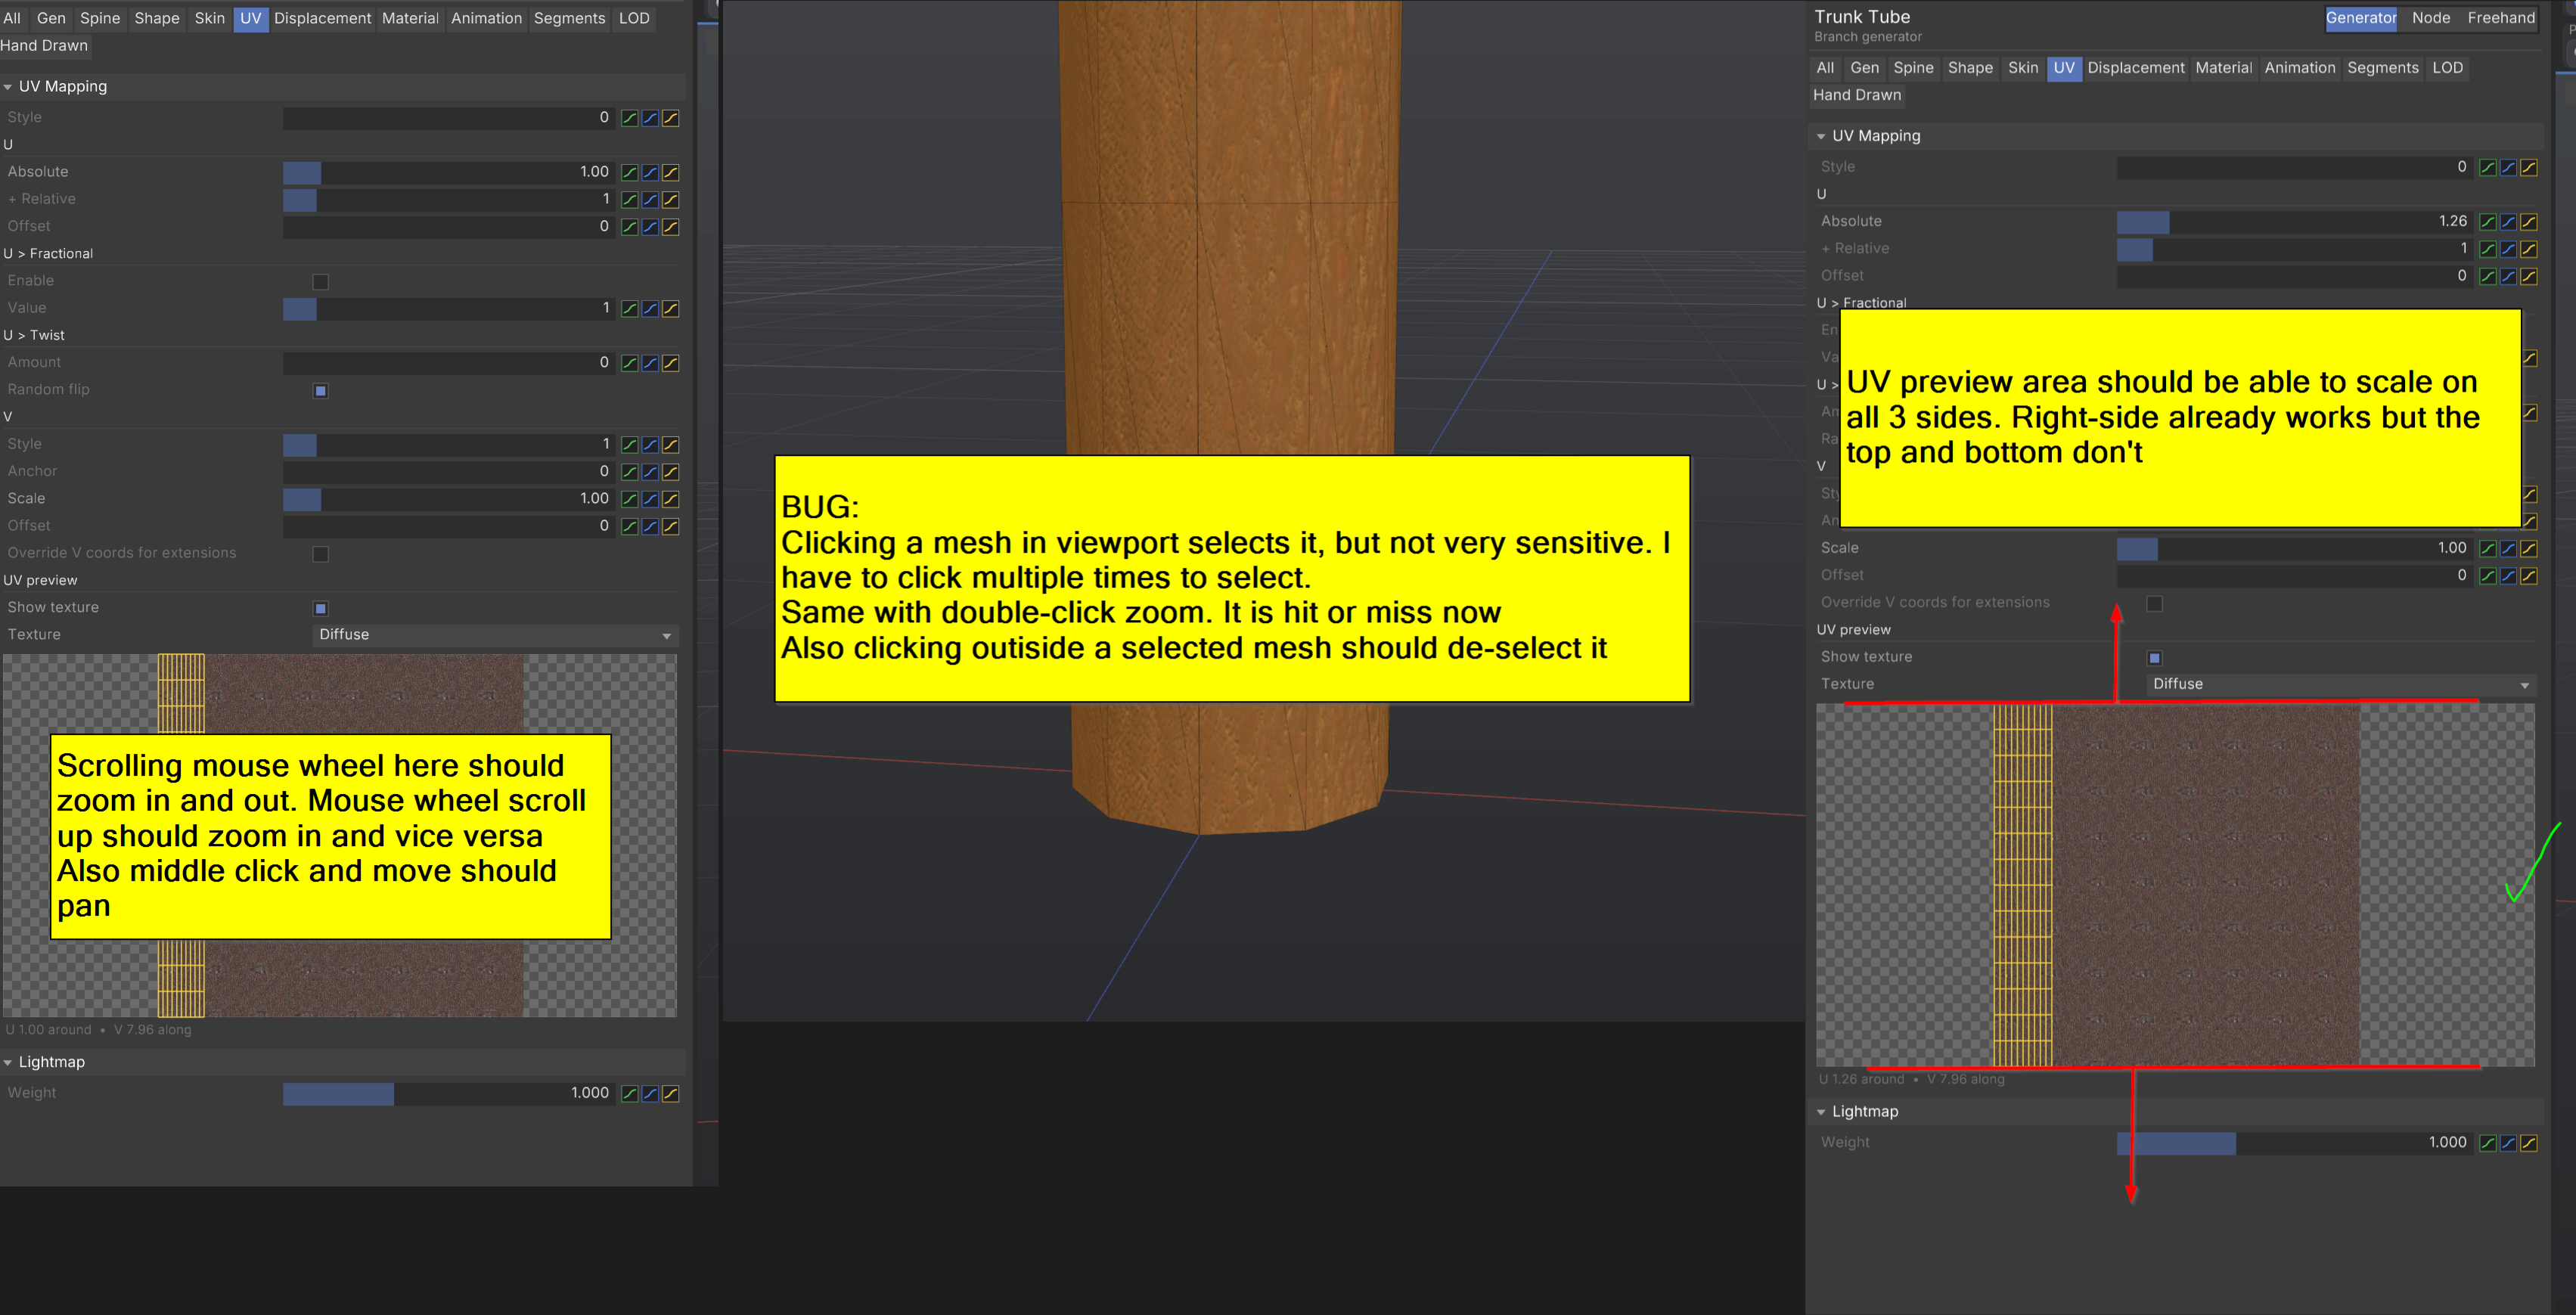 All Gen Spine Shape Skin UV Displacement Material Animation Segments LOD
Hand Drawn
UV Mapping
Style 0
U
Absolute 1.00
+ Relative 1
Offset 0
U > Fractional
Enable
Value 1
U > Twist
Amount 0
Random flip
V
Style 1
Anchor 0
Scale 1.00
Offset 0
Override V coords for extensions
UV preview
Show texture
Texture Diffuse
Scrolling mouse wheel here should
zoom in and out. Mouse wheel scroll
up should zoom in and vice versa
Also middle click and move should
pan
U 1.00 around • V 7.96 along
Lightmap
Weight 1.000
BUG:
Clicking a mesh in viewport selects it, but not very sensitive. I
have to click multiple times to select.
Same with double-click zoom. It is hit or miss now
Also clicking outiside a selected mesh should de-select it
Trunk Tube
Branch generator
Generator Node Freehand
All Gen Spine Shape Skin UV Displacement Material Animation Segments LOD
Hand Drawn
UV Mapping
Style 0
U
Absolute 1.26
+ Relative 1
Offset 0
U > Fractional
UV preview area should be able to scale on
all 3 sides. Right-side already works but the
top and bottom don't
V
Scale 1.00
Offset 0
Override V coords for extensions
UV preview
Show texture
Texture Diffuse
U 1.26 around • V 7.96 along
Lightmap
Weight 1.000